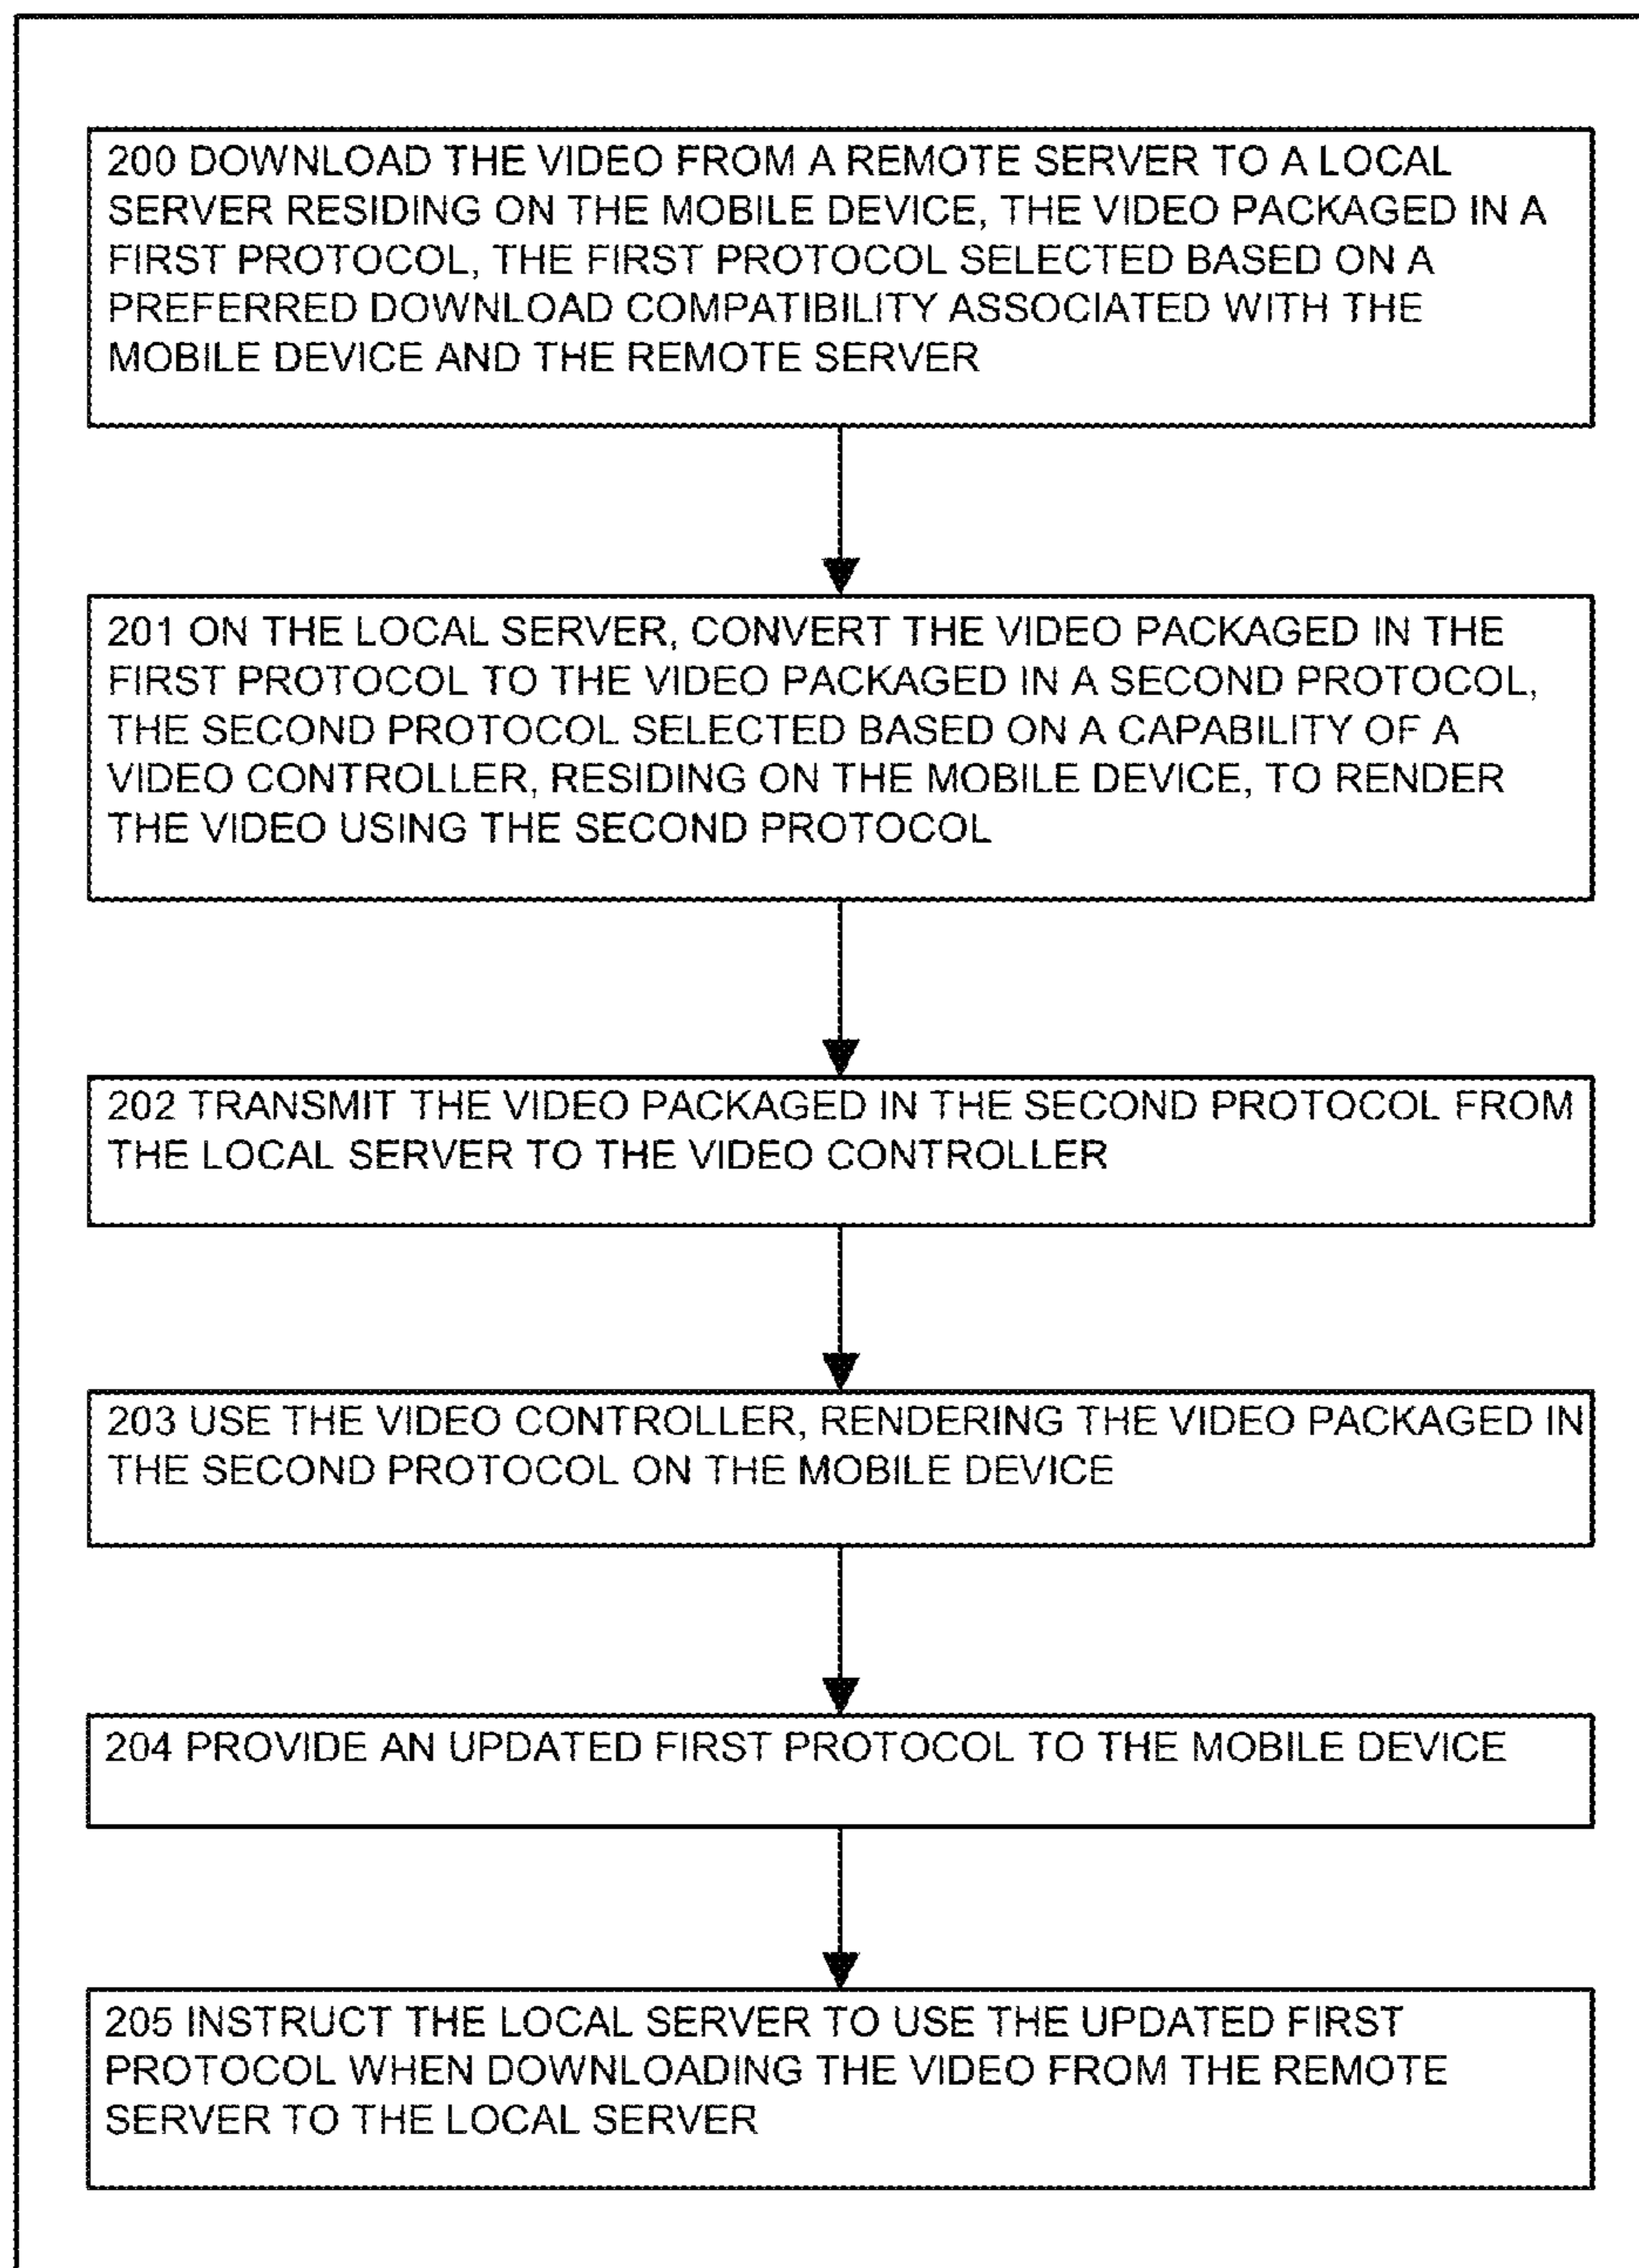 200 DOWNLOAD THE VIDEO FROM A REMOTE SERVER TO A LOCAL
SERVER RESIDING ON THE MOBILE DEVICE, THE VIDEO PACKAGED IN A
FIRST PROTOCOL, THE FIRST PROTOCOL SELECTED BASED ON A
PREFERRED DOWNLOAD COMPATIBILITY ASSOCIATED WITH THE
MOBILE DEVICE AND THE REMOTE SERVER
201 ON THE LOCAL SERVER, CONVERT THE VIDEO PACKAGED IN THE
FIRST PROTOCOL TO THE VIDEO PACKAGED IN A SECOND PROTOCOL,
THE SECOND PROTOCOL SELECTED BASED ON A CAPABILITY OF A
VIDEO CONTROLLER, RESIDING ON THE MOBILE DEVICE, TO RENDER
THE VIDEO USING THE SECOND PROTOCOL
202 TRANSMIT THE VIDEO PACKAGED IN THE SECOND PROTOCOL FROM
THE LOCAL SERVER TO THE VIDEO CONTROLLER
203 USE THE VIDEO CONTROLLER, RENDERING THE VIDEO PACKAGED IN
THE SECOND PROTOCOL ON THE MOBILE DEVICE
204 PROVIDE AN UPDATED FIRST PROTOCOL TO THE MOBILE DEVICE
205 INSTRUCT THE LOCAL SERVER TO USE THE UPDATED FIRST
PROTOCOL WHEN DOWNLOADING THE VIDEO FROM THE REMOTE
SERVER TO THE LOCAL SERVER